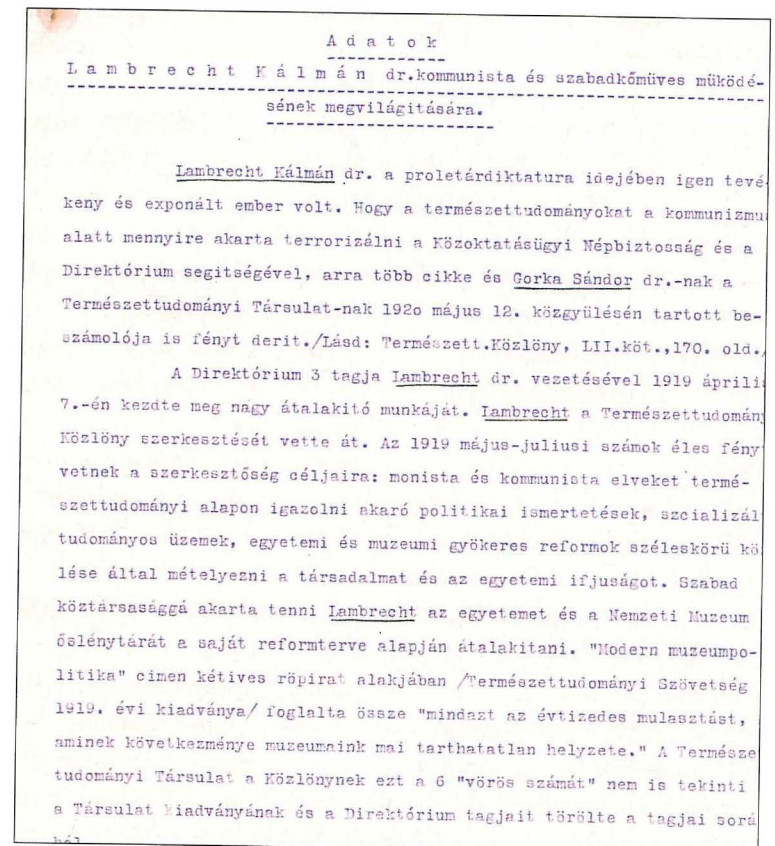 A d a t o k
L a m b r e c h t  K á l m á n  dr.kommunista és szabadkőműves működé-
sének megvilágitására.
Lambrecht Kálmán dr. a proletárdiktatura idejében igen tevé-
keny és exponált ember volt. Hogy a természettudományokat a kommunizmu
alatt mennyire akarta terrorizálni a Közoktatásügyi Népbiztosság és a
Direktórium segitségével, arra több cikke és Gorka Sándor dr.-nak a
Természettudományi Társulat-nak 192o május 12. közgyülésén tartott be-
számolója is fényt derit./Lásd: Természett.Közlöny, LII.köt.,170. old./
A Direktórium 3 tagja Lambrecht dr. vezetésével 1919 április
7.-én kezdte meg nagy átalakitó munkáját. Lambrecht a Természettudomány
Közlöny szerkesztését vette át. Az 1919 május-juliusi számok éles fény
vetnek a szerkesztőség céljaira: monista és kommunista elveket termé-
szettudományi alapon igazolni akaró politikai ismertetések, szcializál
tudományos üzemek, egyetemi és muzeumi gyökeres reformok széleskörü kö
lése által mételyezni a társadalmat és az egyetemi ifjuságot. Szabad
köztársasággá akarta tenni Lambrecht az egyetemet és a Nemzeti Muzeum
őslénytárát a saját reformterve alapján átalakitani. "Modern muzeumpo-
litika" cimen kétives röpirat alakjában /Természettudományi Szövetség
1919. évi kiadványa/ foglalta össze "mindazt az évtizedes mulasztást,
aminek következménye muzeumaink mai tarthatatlan helyzete." A Természe
tudományi Társulat a Közlönynek ezt a 6 "vörös számát" nem is tekinti
a Társulat kiadványának és a Direktórium tagjait törölte a tagjai sorá